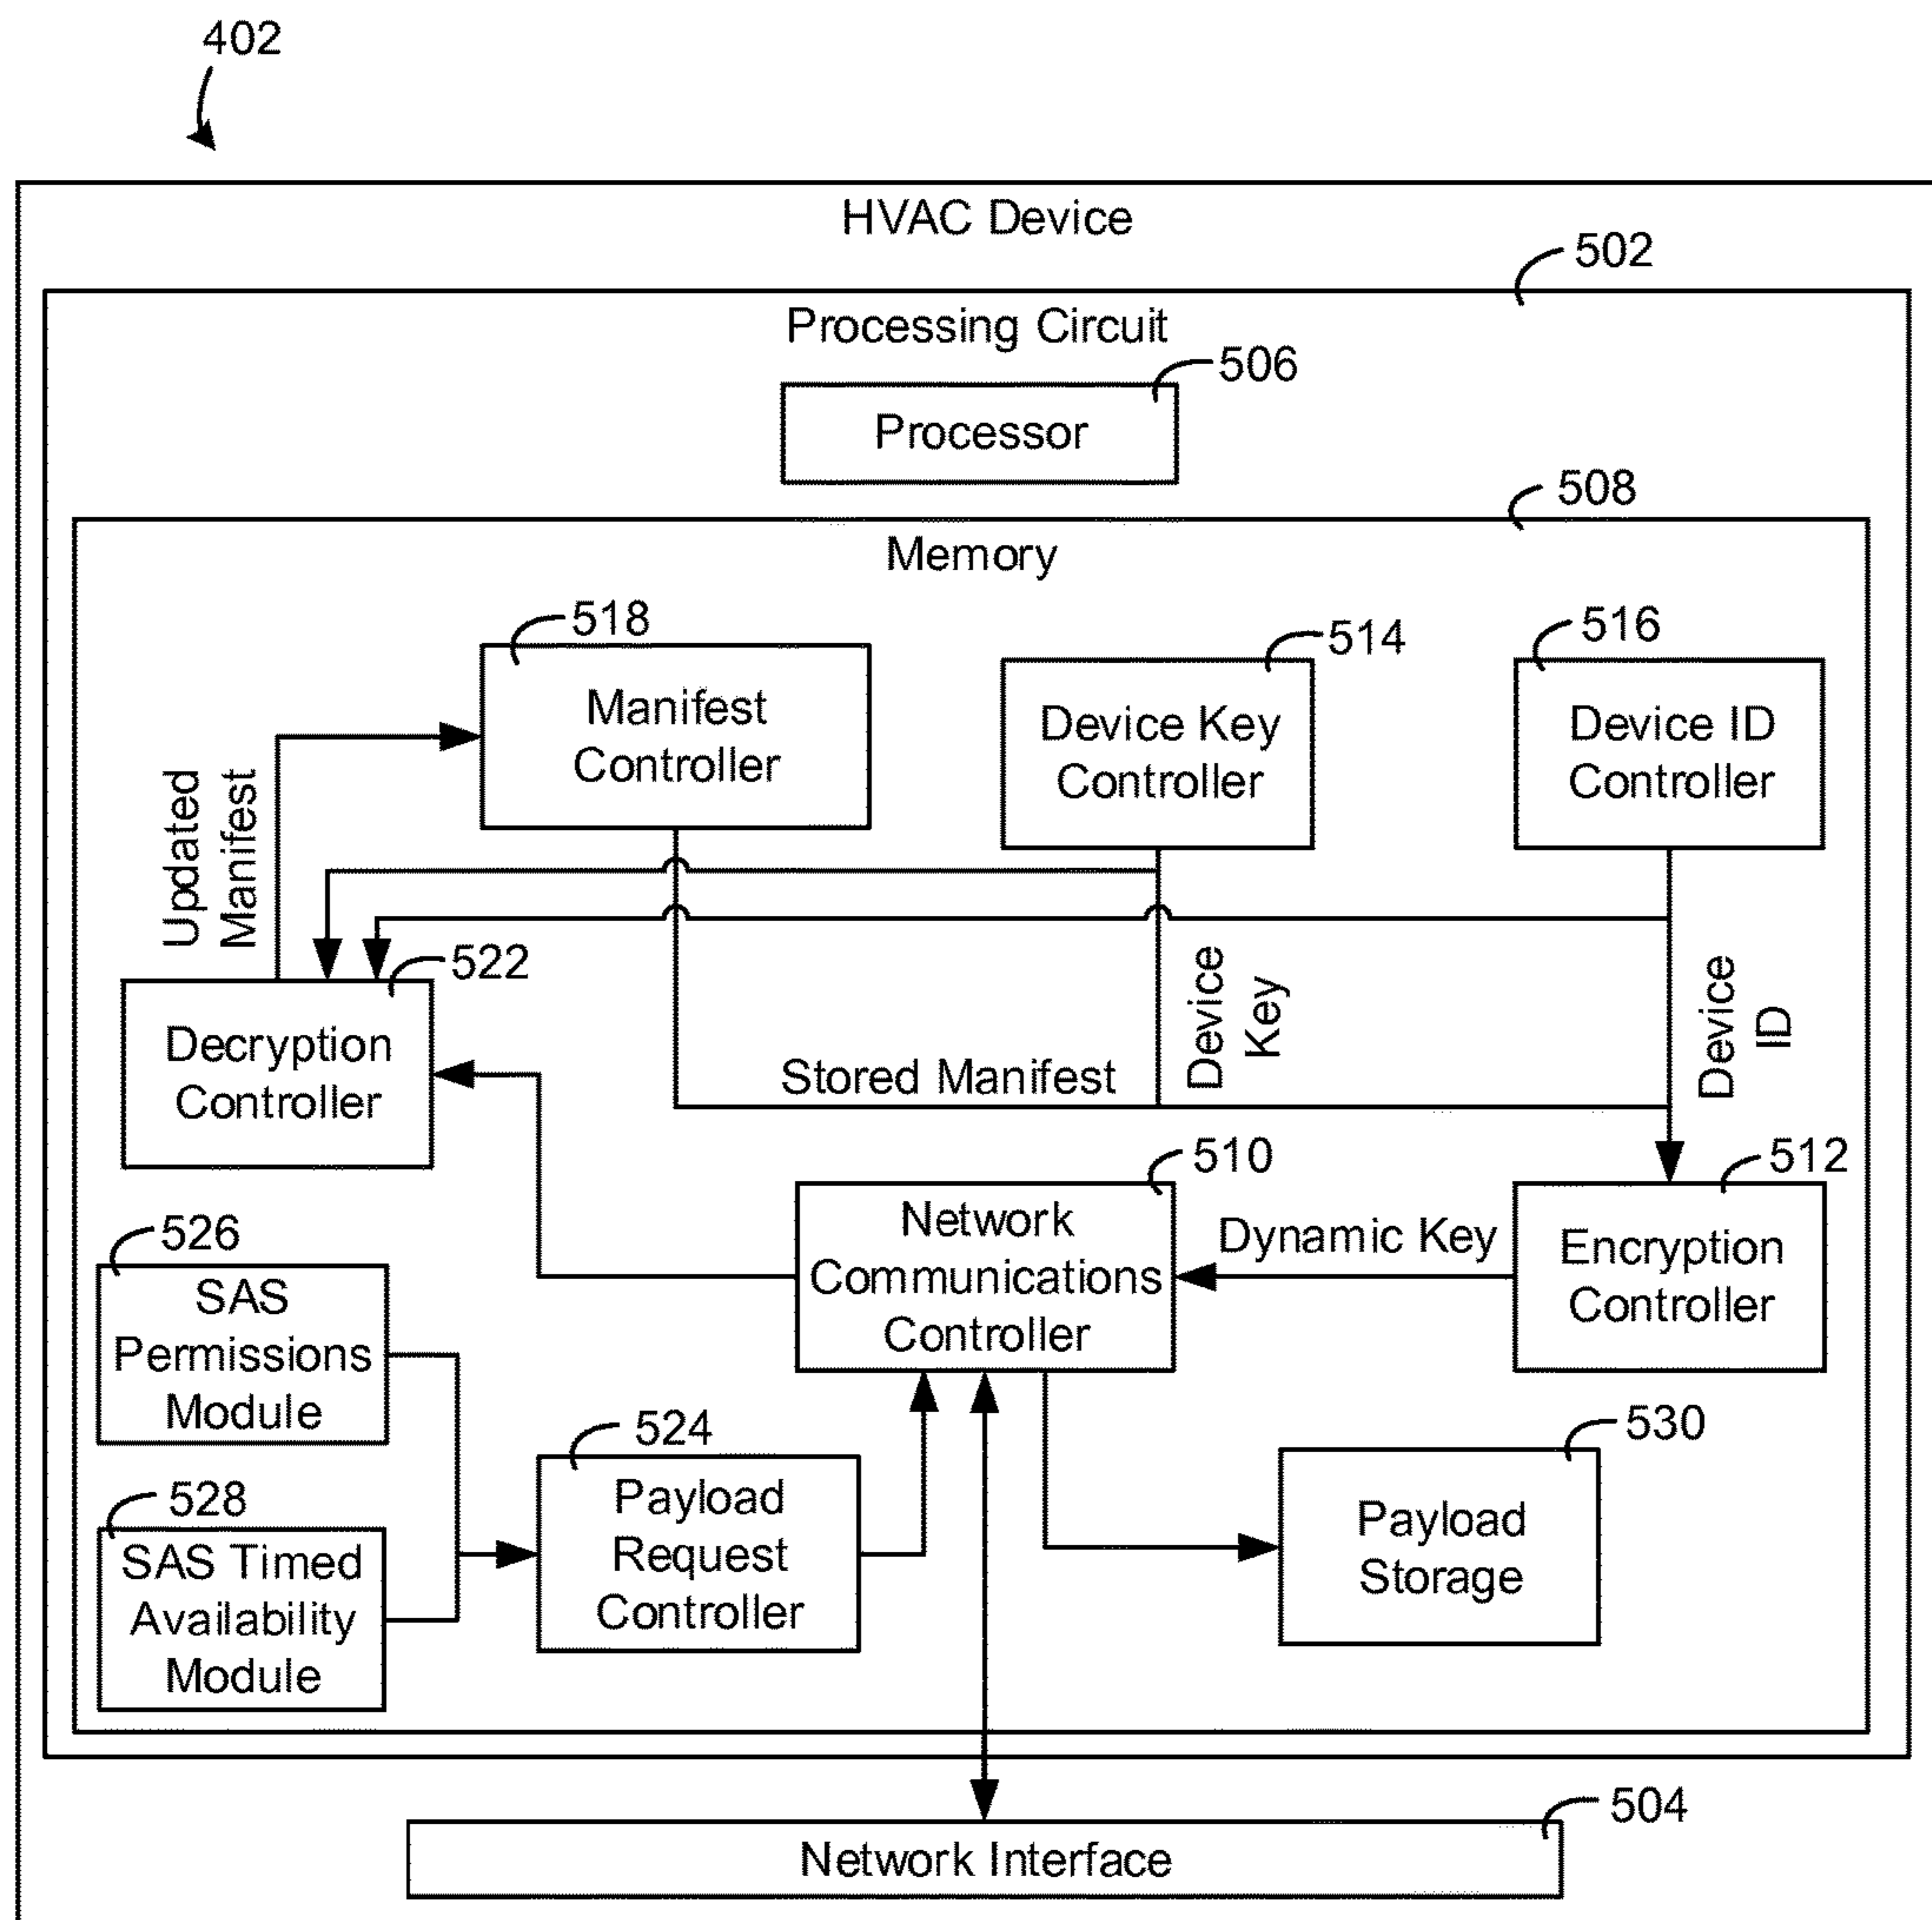 402
HVAC Device
502
Processing Circuit
506
Processor
508
Memory
518
Manifest
Controller
514
Device Key
Controller
516
Device ID
Controller
Updated
Manifest
522
Decryption
Controller
Stored Manifest
Device
Key
Device
ID
510
Network
Communications
Controller
Dynamic Key
512
Encryption
Controller
526
SAS
Permissions
Module
528
SAS Timed
Availability
Module
524
Payload
Request
Controller
530
Payload
Storage
504
Network Interface